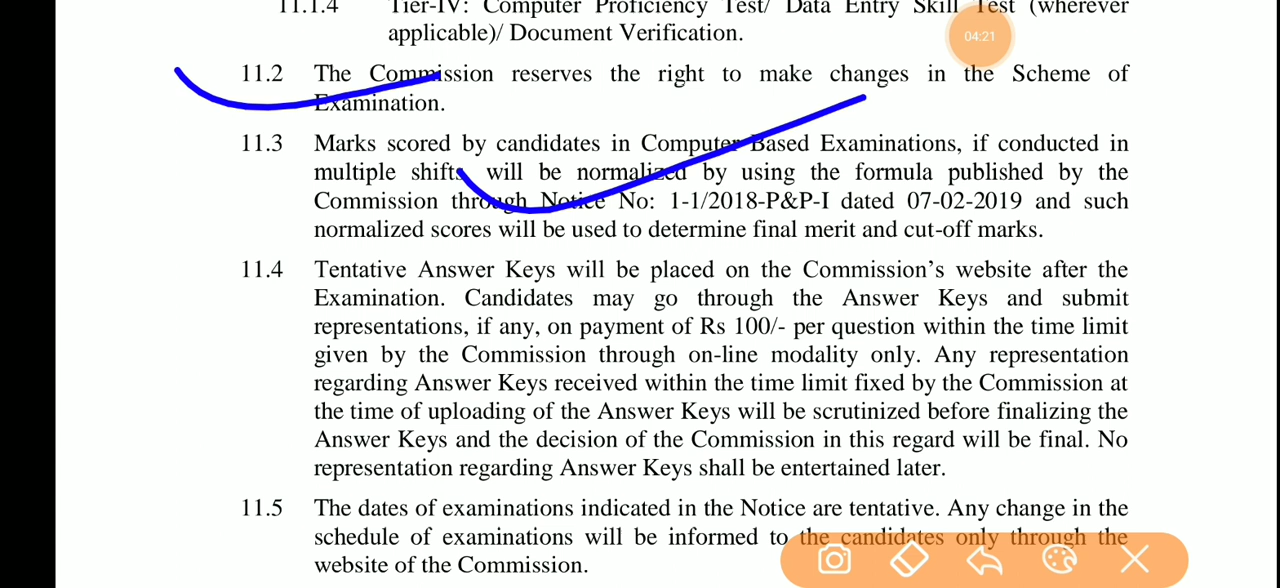 11.1.4 Tier-IV: Computer Proficiency Test/ Data Entry Skill Test (wherever
applicable)/ Document Verification.
04:21
11.2 The Commission reserves the right to make changes in the Scheme of
Examination.
11.3 Marks scored by candidates in Computer Based Examinations, if conducted in
multiple shifts, will be normalized by using the formula published by the
Commission through Notice No: 1-1/2018-P&P-I dated 07-02-2019 and such
normalized scores will be used to determine final merit and cut-off marks.
11.4 Tentative Answer Keys will be placed on the Commission’s website after the
Examination. Candidates may go through the Answer Keys and submit
representations, if any, on payment of Rs 100/- per question within the time limit
given by the Commission through on-line modality only. Any representation
regarding Answer Keys received within the time limit fixed by the Commission at
the time of uploading of the Answer Keys will be scrutinized before finalizing the
Answer Keys and the decision of the Commission in this regard will be final. No
representation regarding Answer Keys shall be entertained later.
11.5 The dates of examinations indicated in the Notice are tentative. Any change in the
schedule of examinations will be informed to the candidates only through the
website of the Commission.